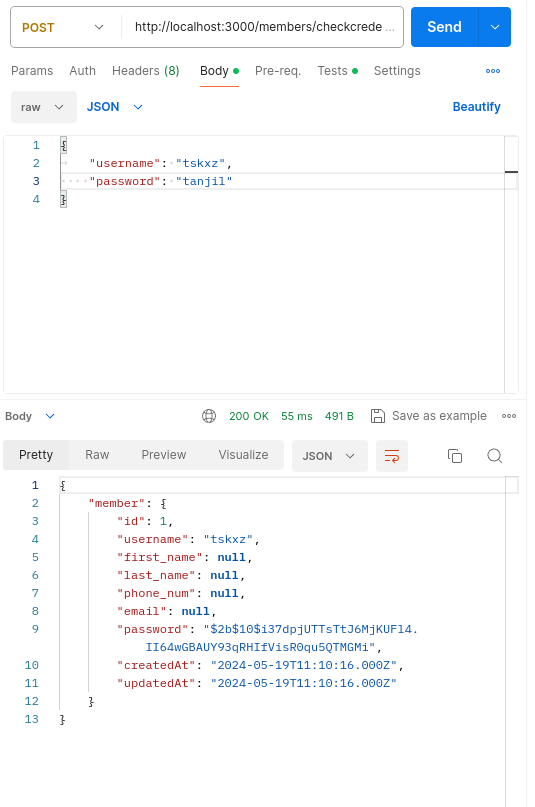 POST http://localhost:3000/members/checkcrede ... Send
Params Auth Headers (8) Body Pre-req. Tests Settings
raw JSON Beautify
1 {
2 "username": "tskxz",
3 "password": "tanjil"
4 }
Body 200 OK 55 ms 491 B Save as example
Pretty Raw Preview Visualize JSON
1 {
2 "member": {
3 "id": 1,
4 "username": "tskxz",
5 "first_name": null,
6 "last_name": null,
7 "phone_num": null,
8 "email": null,
9 "password": "$2b$10$i37dpjUTTsTtJ6MjKUFl4.
II64wGBAUY93qRHIfVisR0qu5QTMGMi",
10 "createdAt": "2024-05-19T11:10:16.000Z",
11 "updatedAt": "2024-05-19T11:10:16.000Z"
12 }
13 }